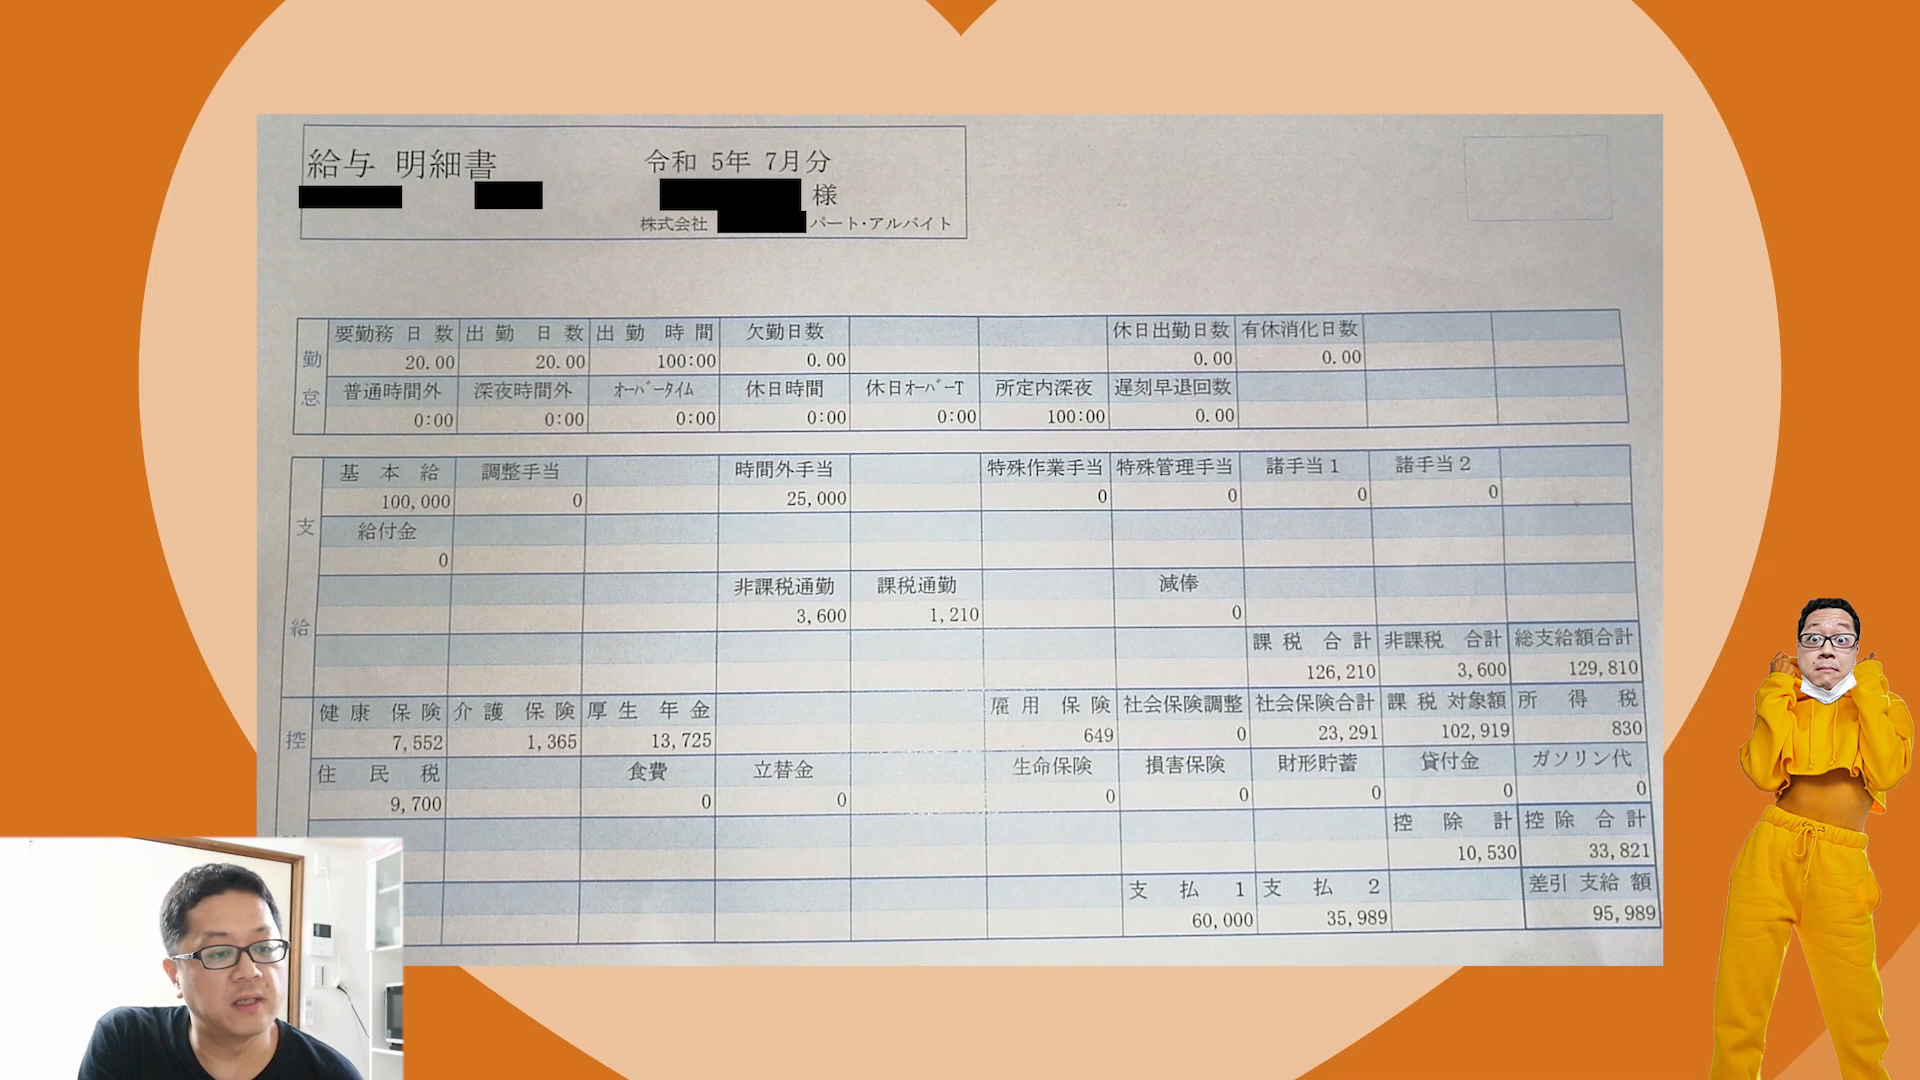 給与 明細書 令和 5年 7月分
様
株式会社 パート・アルバイト
勤怠
要勤務日数 出勤日数 出勤時間 欠勤日数 休日出勤日数 有休消化日数
20.00 20.00 100:00 0.00 0.00 0.00
普通時間外 深夜時間外 ｵｰﾊﾞｰﾀｲﾑ 休日時間 休日ｵｰﾊﾞｰT 所定内深夜 遅刻早退回数
0:00 0:00 0:00 0:00 0:00 100:00 0.00
支給
基本給 調整手当 時間外手当 特殊作業手当 特殊管理手当 諸手当1 諸手当2
100,000 0 25,000 0 0 0 0
給付金
0
非課税通勤 課税通勤 減俸
3,600 1,210 0
課税合計 非課税合計 総支給額合計
126,210 3,600 129,810
控
健康保険 介護保険 厚生年金 雇用保険 社会保険調整 社会保険合計 課税対象額 所得税
7,552 1,365 13,725 649 0 23,291 102,919 830
住民税 食費 立替金 生命保険 損害保険 財形貯蓄 貸付金 ガソリン代
9,700 0 0 0 0 0 0 0
控除計 控除合計
10,530 33,821
支払1 支払2 差引支給額
60,000 35,989 95,989